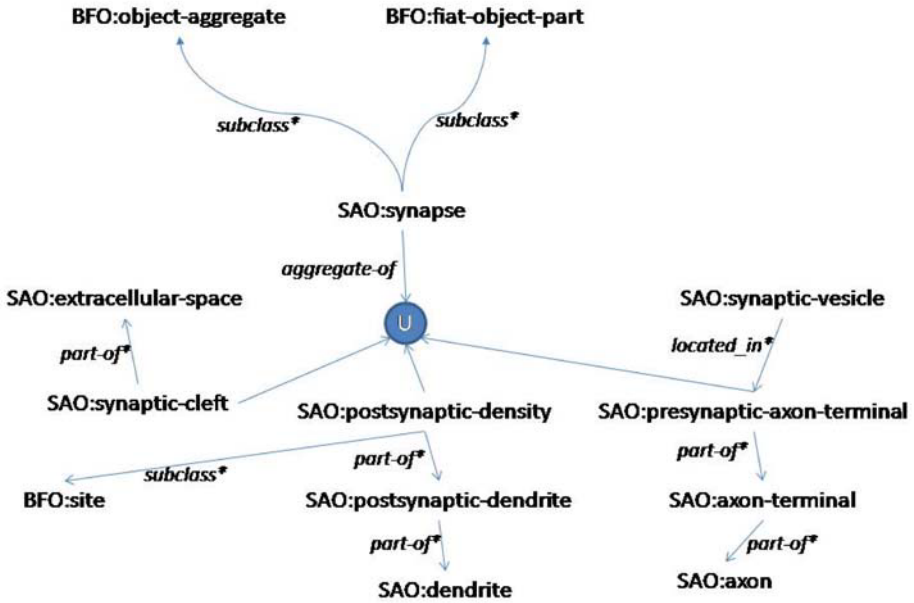 BFO:object-aggregate
BFO:fiat-object-part
subclass*
subclass*
SAO:synapse
aggregate-of
SAO:extracellular-space
U
SAO:synaptic-vesicle
part-of*
located_in*
SAO:synaptic-cleft
SAO:postsynaptic-density
SAO:presynaptic-axon-terminal
subclass*
part-of*
part-of*
BFO:site
SAO:postsynaptic-dendrite
SAO:axon-terminal
part-of*
part-of*
SAO:dendrite
SAO:axon